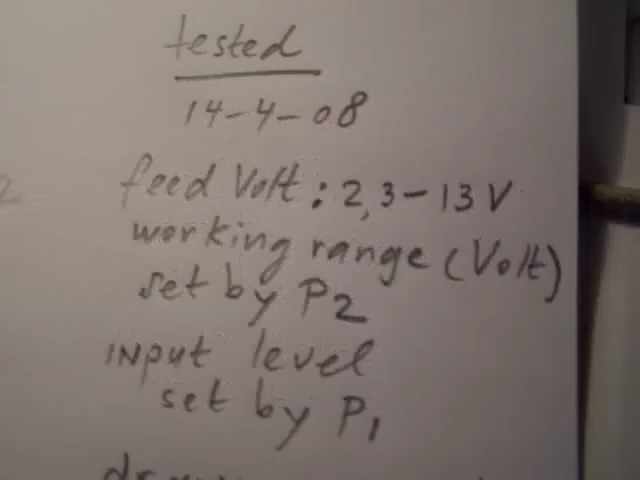 tested
14-4-08
feed Volt: 2,3-13 V
working range (Volt)
set by P2
input level
set by P1